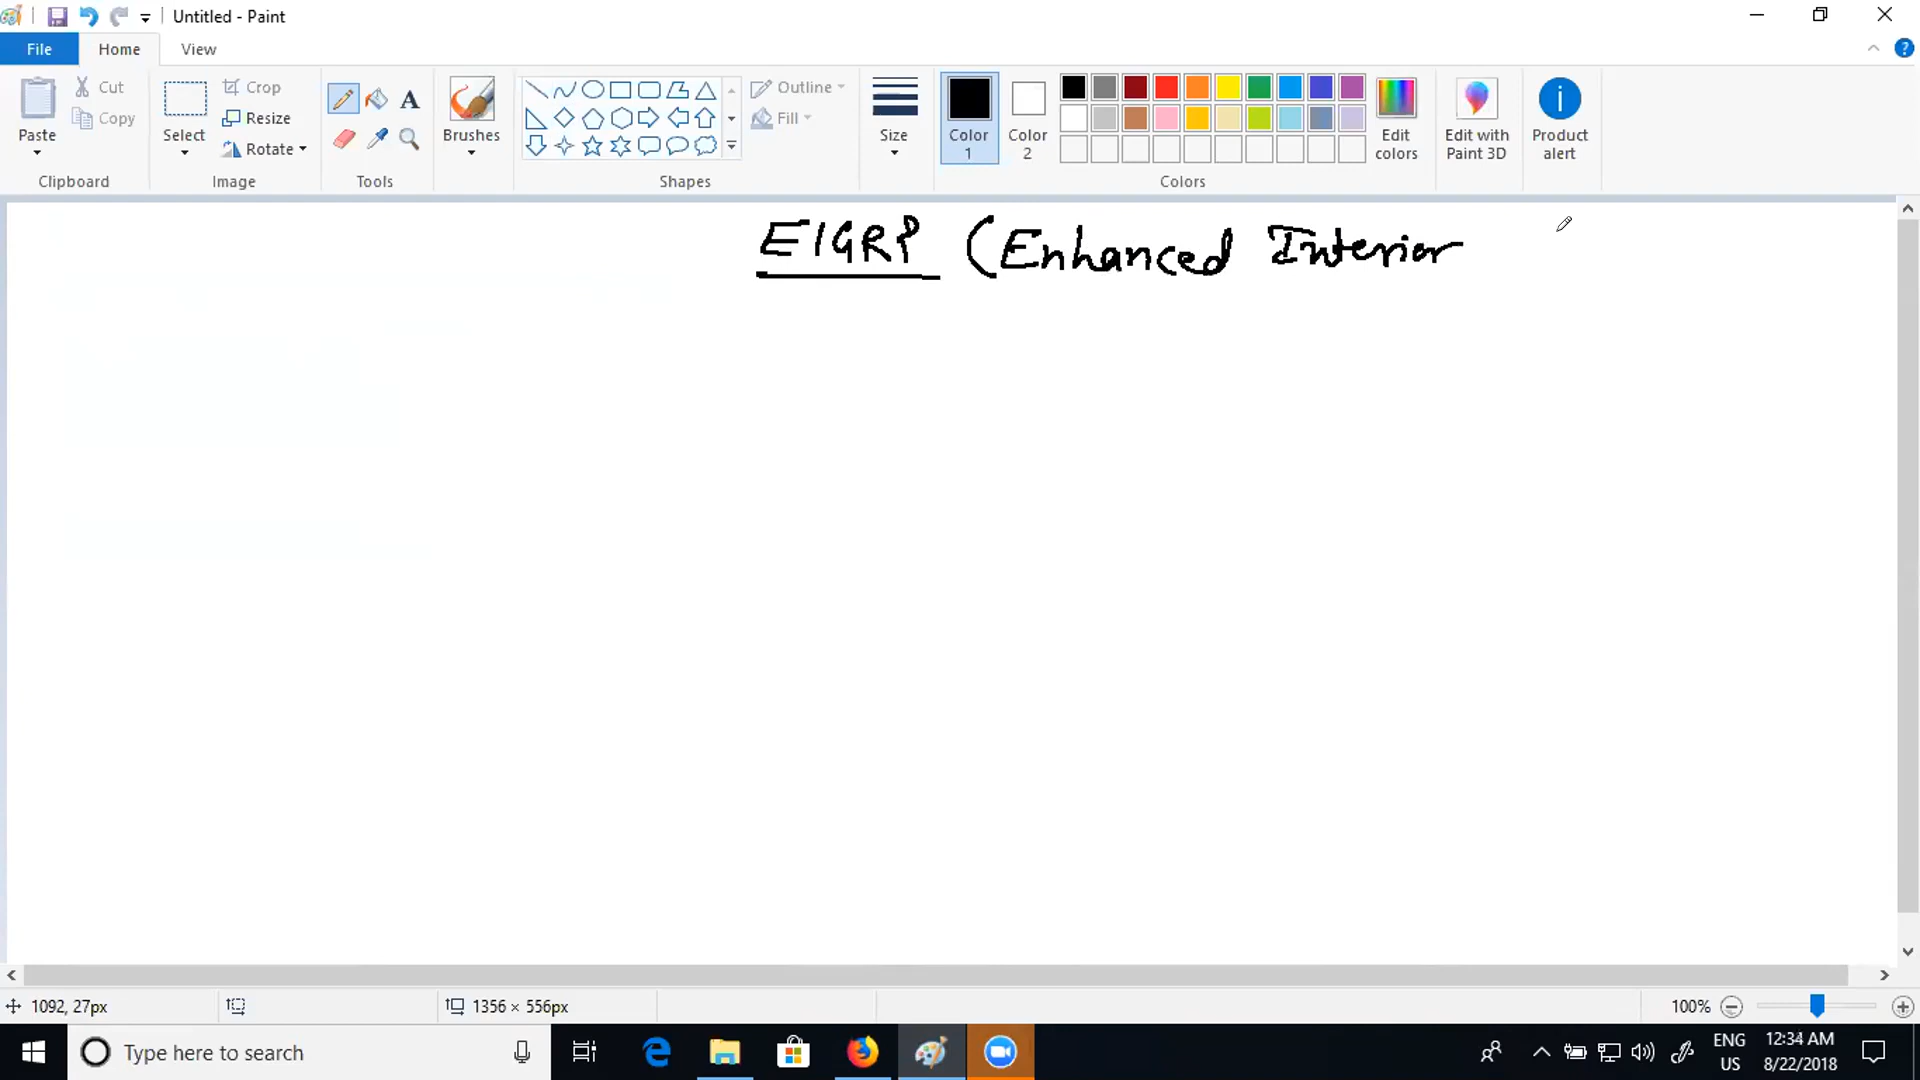 Untitled - Paint
File Home View
Paste Cut Copy Clipboard
Select Crop Resize Rotate Image
Tools
Brushes
Shapes Outline Fill
Size
Color 1 Color 2 Edit colors Colors
Edit with Paint 3D
i Product alert
EIGRP (Enhanced Interior
1092, 27px 1356 × 556px 100%
Type here to search ENG US 12:34 AM 8/22/2018